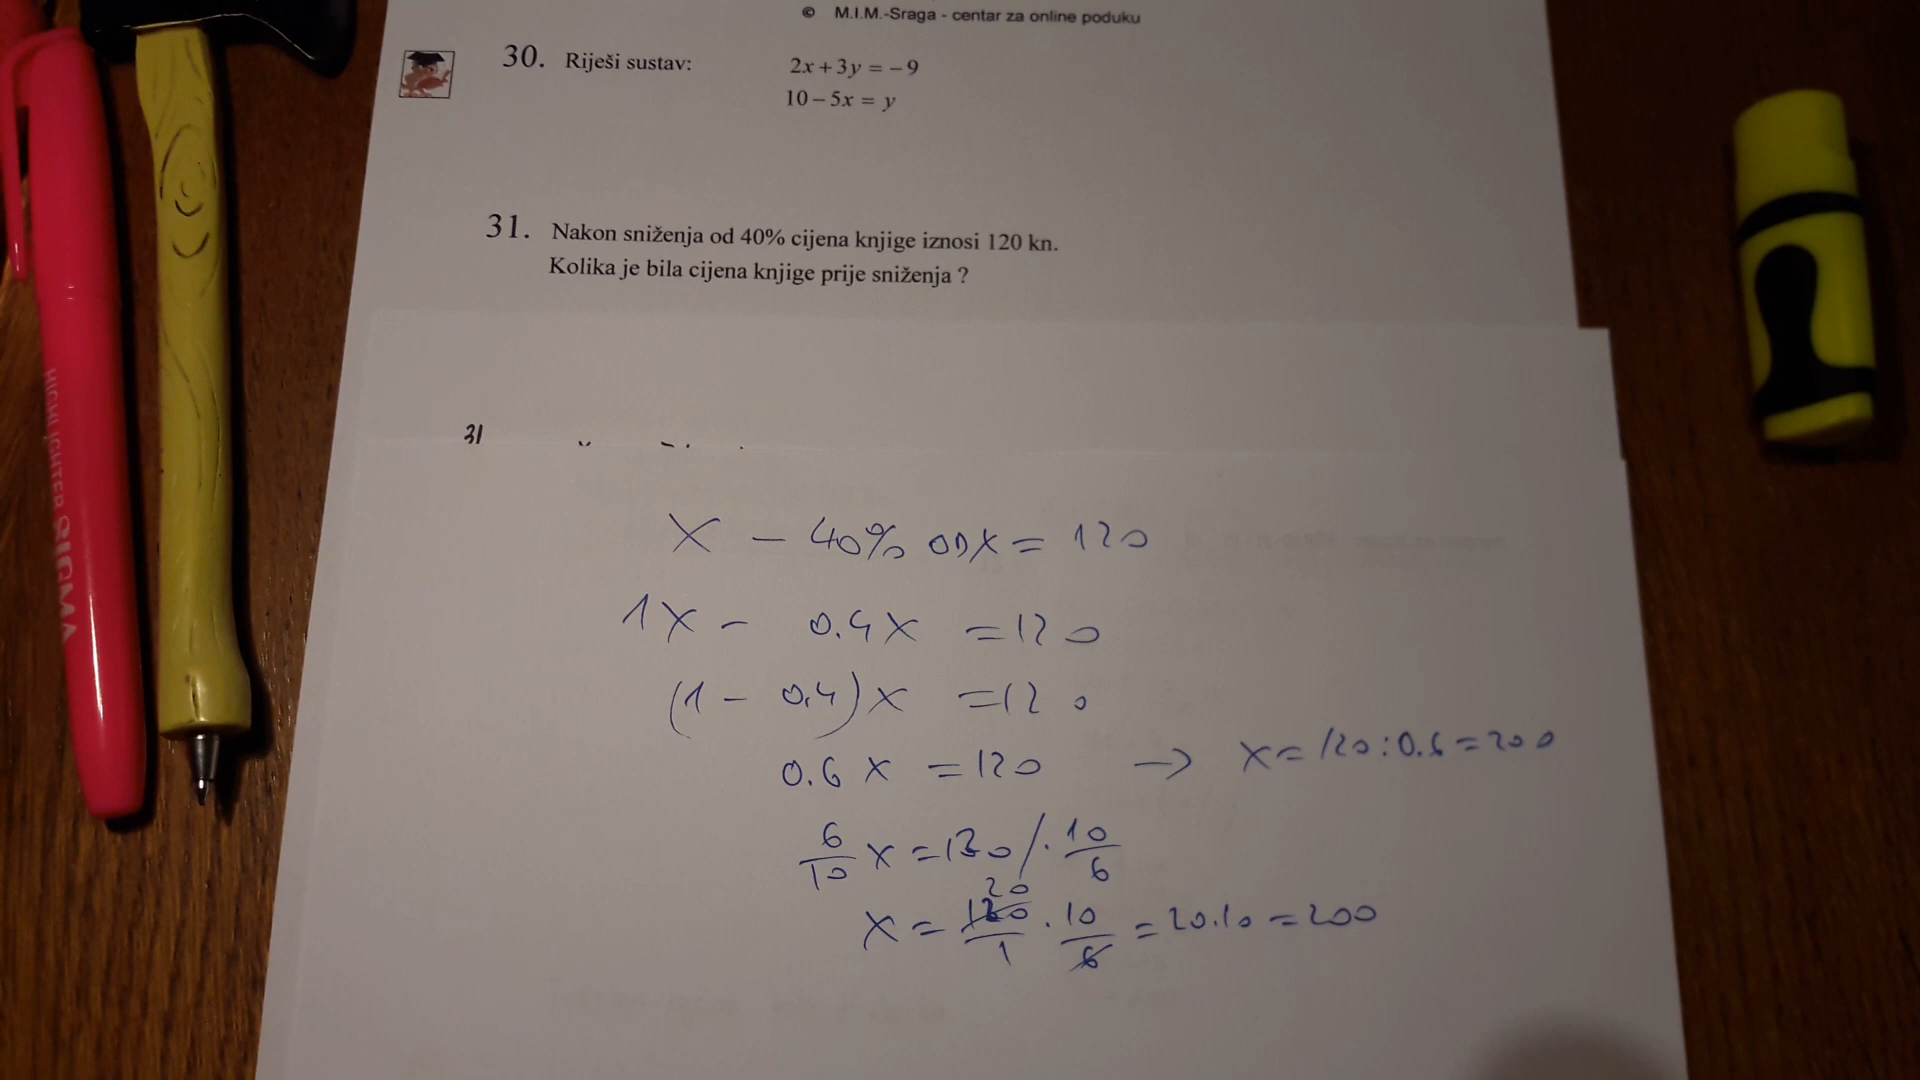 © M.I.M.-Sraga - centar za online poduku
30. Riješi sustav: 2x + 3y = - 9
10 - 5x = y
31. Nakon sniženja od 40% cijena knjige iznosi 120 kn.
Kolika je bila cijena knjige prije sniženja ?
31
x - 40% OD x = 120
1x - 0.4x = 120
(1 - 0.4)x = 120
0.6 x = 120 → x = 120 : 0.6 = 200
6/10 x = 120 / · 10/6
20
x = 120/1 · 10/6 = 20.10 = 200
HIGHLIGHTER SIGMA